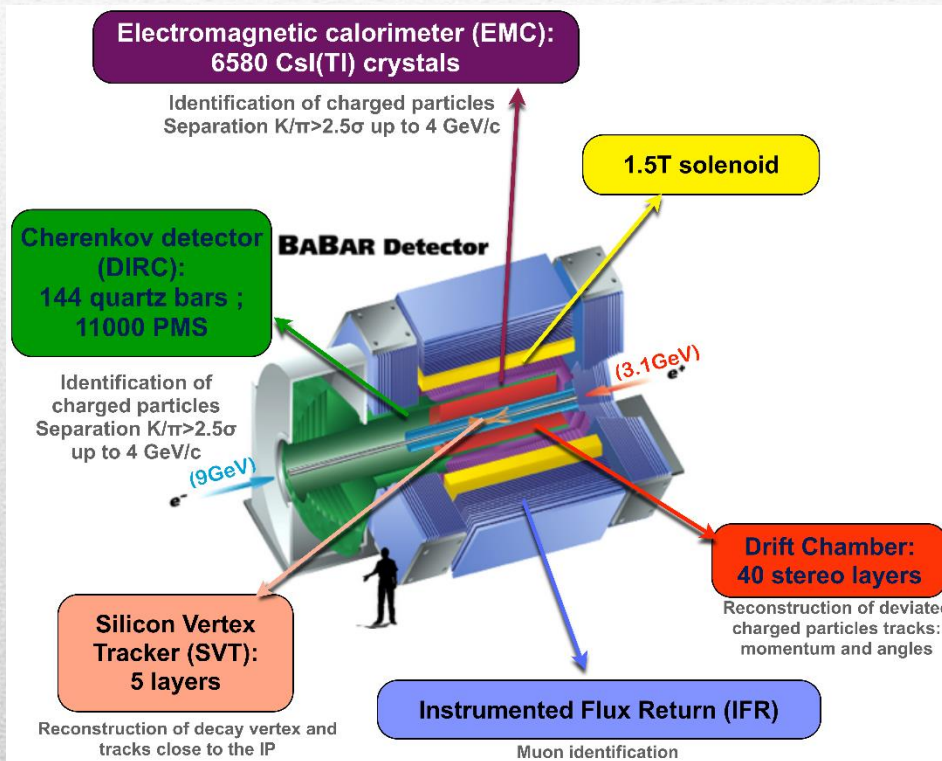 Electromagnetic calorimeter (EMC):
6580 CsI(Tl) crystals
Identification of charged particles
Separation K/π>2.5σ up to 4 GeV/c
1.5T solenoid
Cherenkov detector
(DIRC):
144 quartz bars ;
11000 PMS
BABAR Detector
Identification of
charged particles
Separation K/π>2.5σ
up to 4 GeV/c
(3.1GeV)
e⁺
(9GeV)
e⁻
Drift Chamber:
40 stereo layers
Reconstruction of deviated
charged particles tracks:
momentum and angles
Silicon Vertex
Tracker (SVT):
5 layers
Reconstruction of decay vertex and
tracks close to the IP
Instrumented Flux Return (IFR)
Muon identification